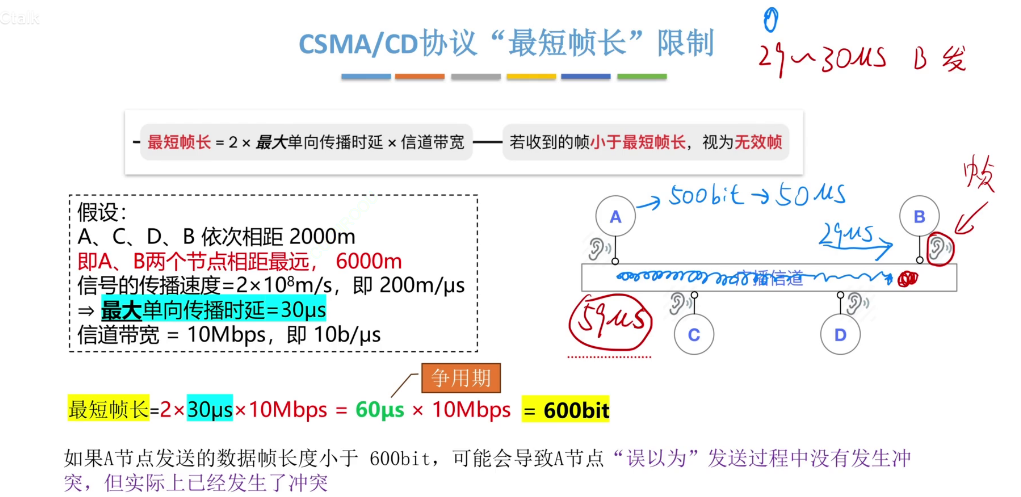 Gtalk
CSMA/CD协议“最短帧长”限制
0
29~30μs B 发
最短帧长 = 2 × 最大单向传播时延 × 信道带宽
若收到的帧小于最短帧长，视为无效帧
帧
假设：
A、C、D、B 依次相距 2000m
即A、B两个节点相距最远， 6000m
信号的传播速度=2×10⁸m/s，即 200m/μs
⇒ 最大单向传播时延=30μs
信道带宽 = 10Mbps，即 10b/μs
A
500bit → 50μs
B
29μs
广播信道
59μs
C
D
争用期
最短帧长=2×30μs×10Mbps = 60μs × 10Mbps = 600bit
如果A节点发送的数据帧长度小于 600bit，可能会导致A节点“误以为”发送过程中没有发生冲
突，但实际上已经发生了冲突